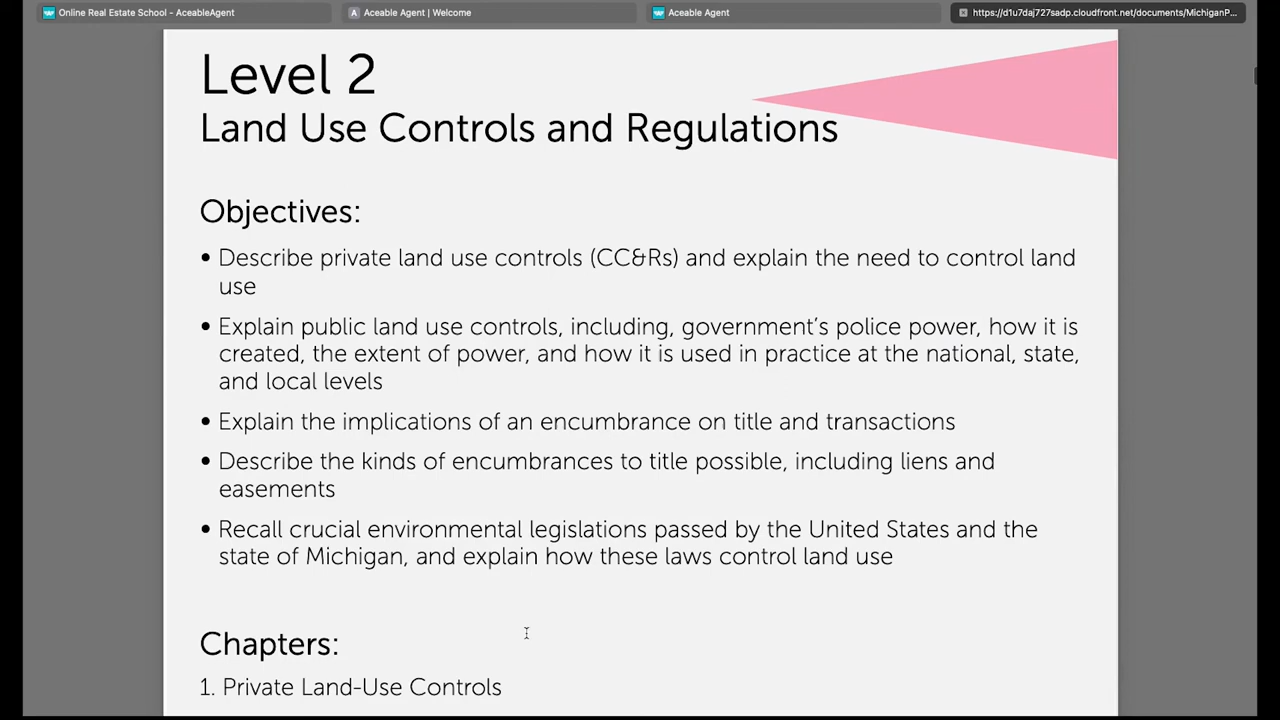 Online Real Estate School - AceableAgent
Aceable Agent | Welcome
Aceable Agent
https://d1u7daj727sadp.cloudfront.net/documents/MichiganP...
Level 2
Land Use Controls and Regulations
Objectives:
• Describe private land use controls (CC&Rs) and explain the need to control land
use
• Explain public land use controls, including, government’s police power, how it is
created, the extent of power, and how it is used in practice at the national, state,
and local levels
• Explain the implications of an encumbrance on title and transactions
• Describe the kinds of encumbrances to title possible, including liens and
easements
• Recall crucial environmental legislations passed by the United States and the
state of Michigan, and explain how these laws control land use
Chapters:
1. Private Land-Use Controls